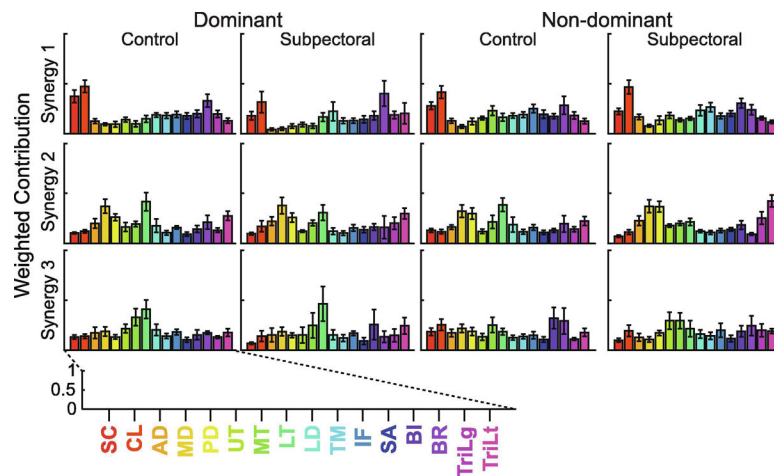 Dominant Non-dominant
Control Subpectoral Control Subpectoral
Weighted Contribution
Synergy 1
Synergy 2
Synergy 3
1
0.5
0
SC CL AD MD PD UT MT LT LD TM IF SA BI BR TriLg TriLt